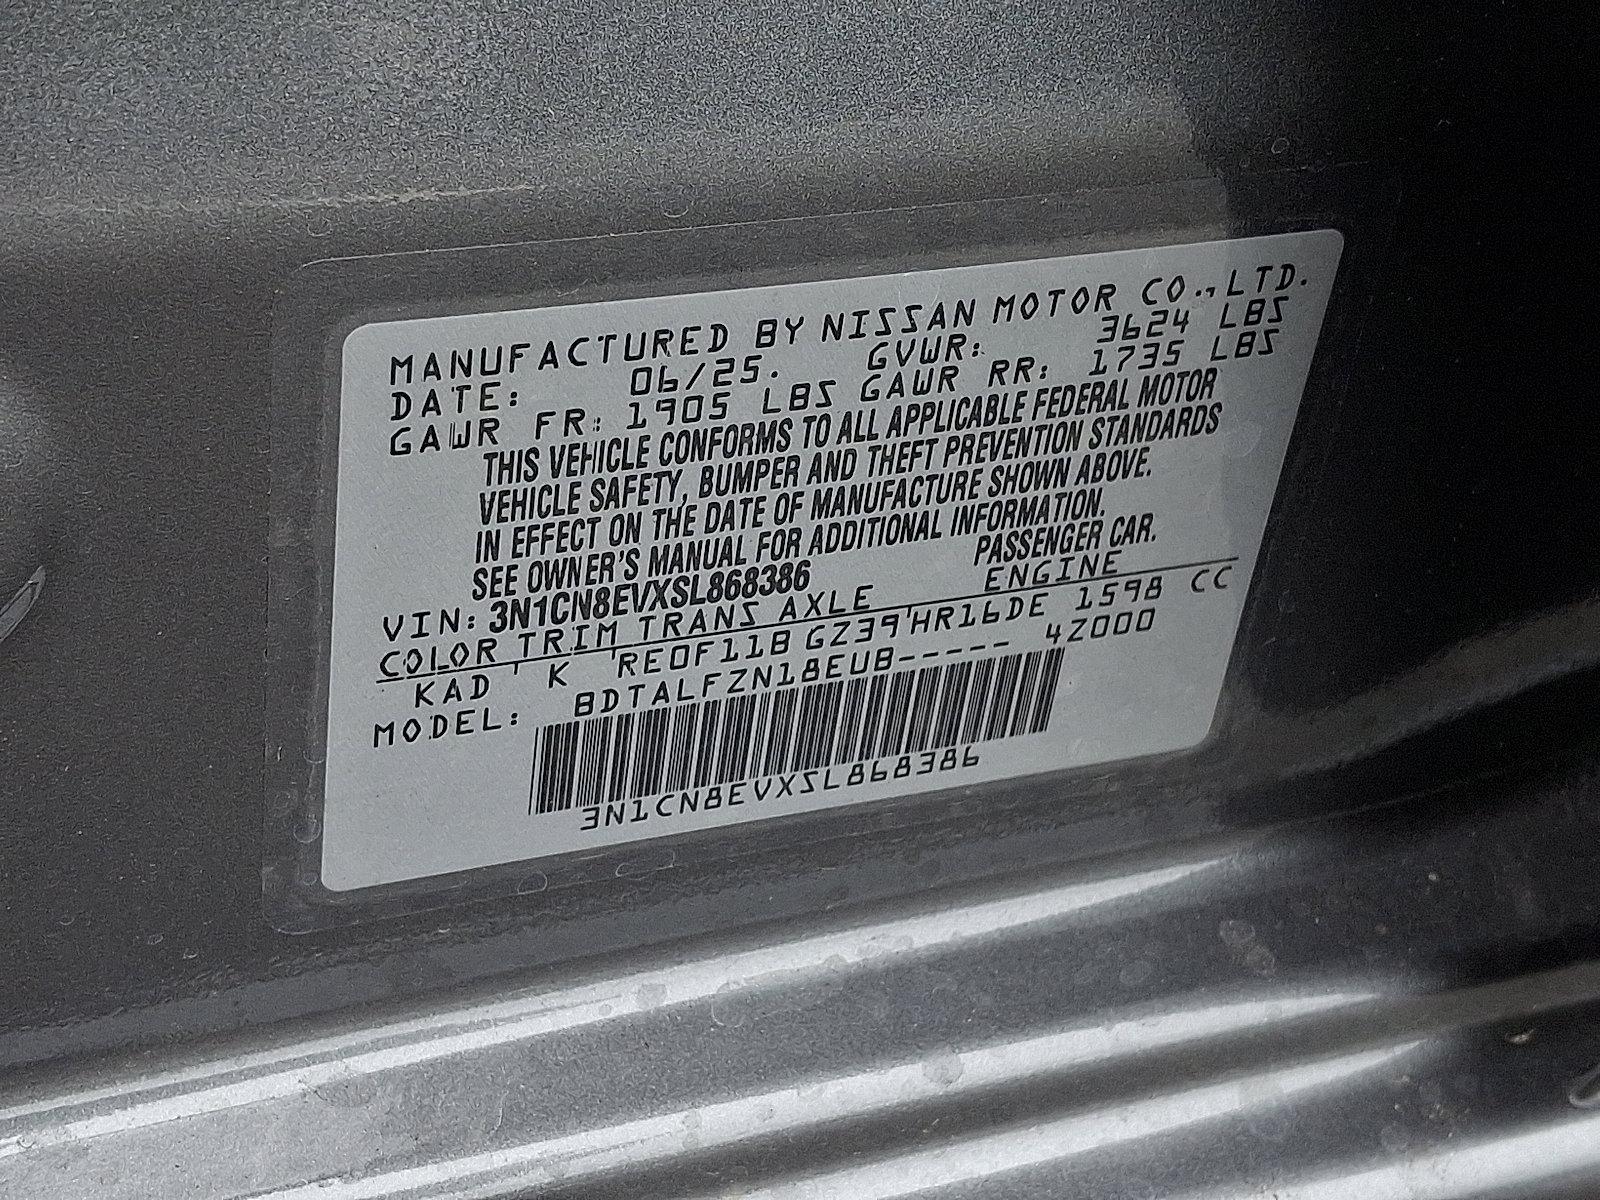 MANUFACTURED BY NISSAN MOTOR CO., LTD.
DATE: 06/25. GVWR: 3624 LBS
GAWR FR: 1905 LBS GAWR RR: 1735 LBS
THIS VEHICLE CONFORMS TO ALL APPLICABLE FEDERAL MOTOR
VEHICLE SAFETY, BUMPER AND THEFT PREVENTION STANDARDS
IN EFFECT ON THE DATE OF MANUFACTURE SHOWN ABOVE.
SEE OWNER'S MANUAL FOR ADDITIONAL INFORMATION.
VIN: 3N1CN8EVXSL868386 PASSENGER CAR.
COLOR TRIM TRANS AXLE ENGINE
KAD K RE0F11B GZ39 HR16DE 1598 CC
MODEL: BDTALFZN18EUB----- 4Z000
3N1CN8EVXSL868386